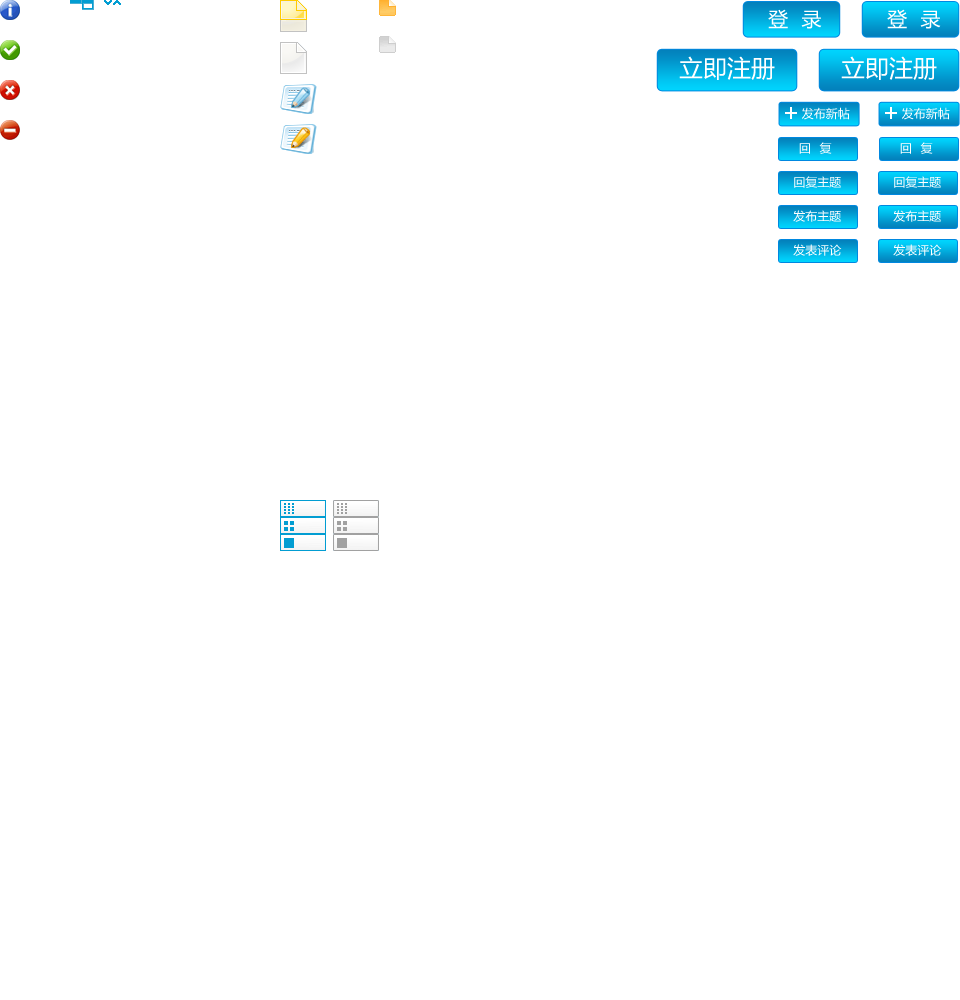 登 录 登 录
立即注册 立即注册
发布新帖 发布新帖
回 复 回 复
回复主题 回复主题
发布主题 发布主题
发表评论 发表评论